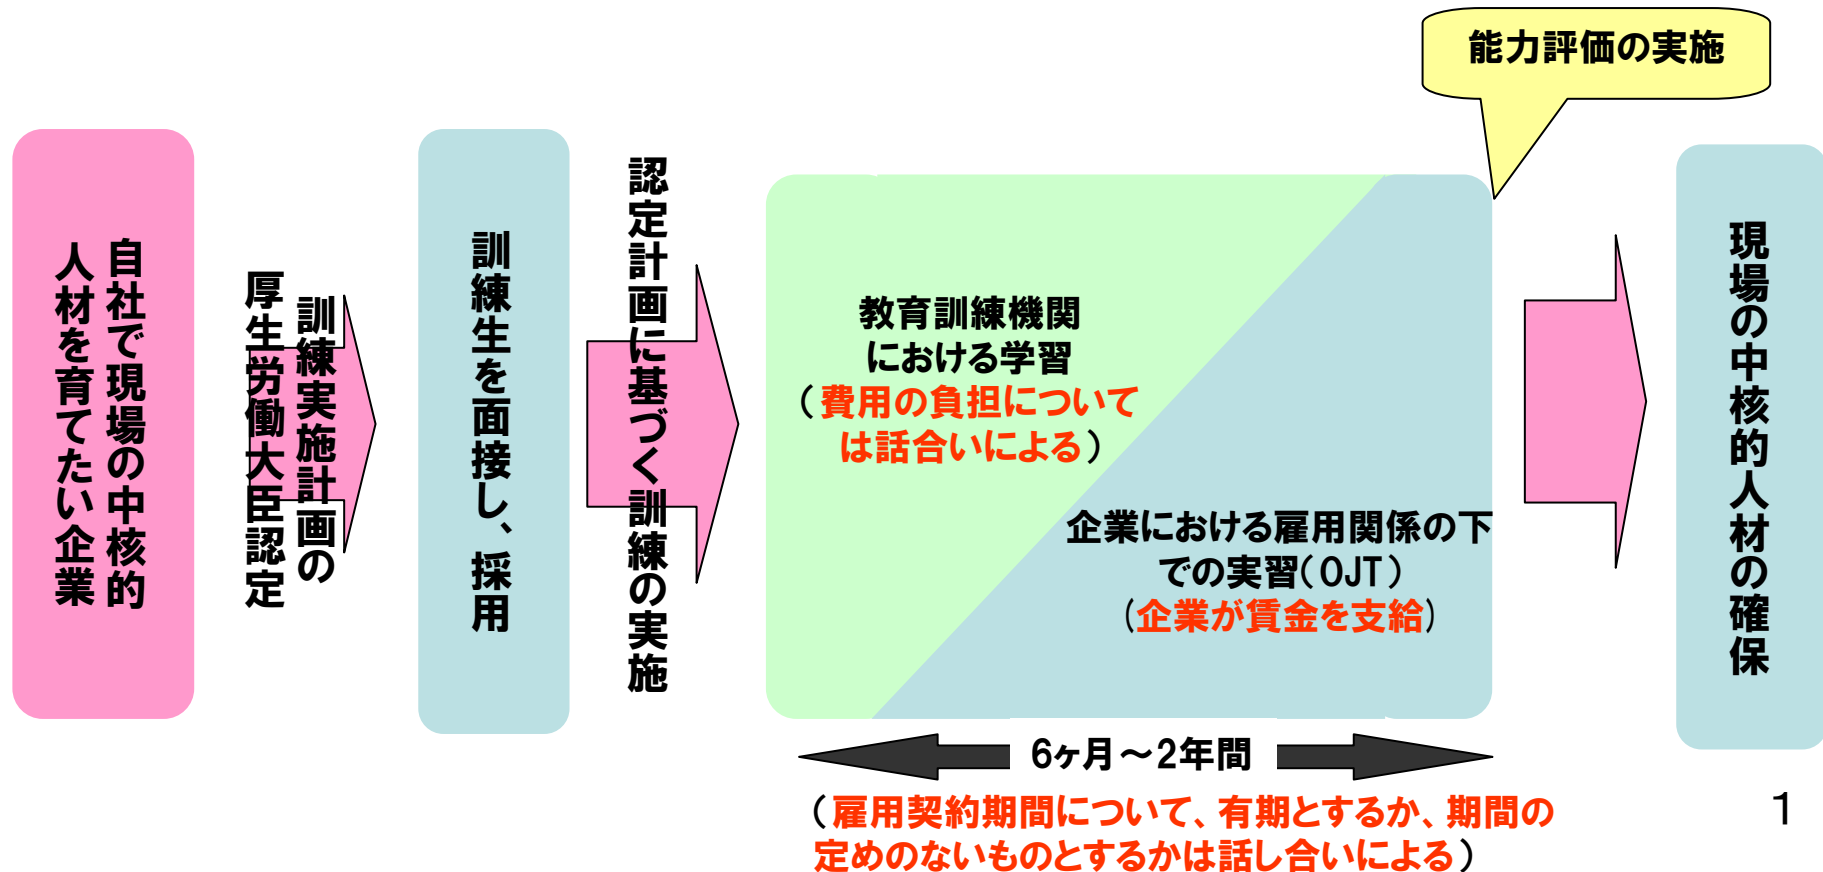 能力評価の実施
自社で現場の中核的
人材を育てたい企業
訓練実施計画の
厚生労働大臣認定
訓練生を面接し、採用
認定計画に基づく訓練の実施
教育訓練機関
における学習
（費用の負担について
は話合いによる）
企業における雇用関係の下
での実習（OJT）
（企業が賃金を支給）
現場の中核的人材の確保
6ヶ月～2年間
（雇用契約期間について、有期とするか、期間の
定めのないものとするかは話し合いによる）
1